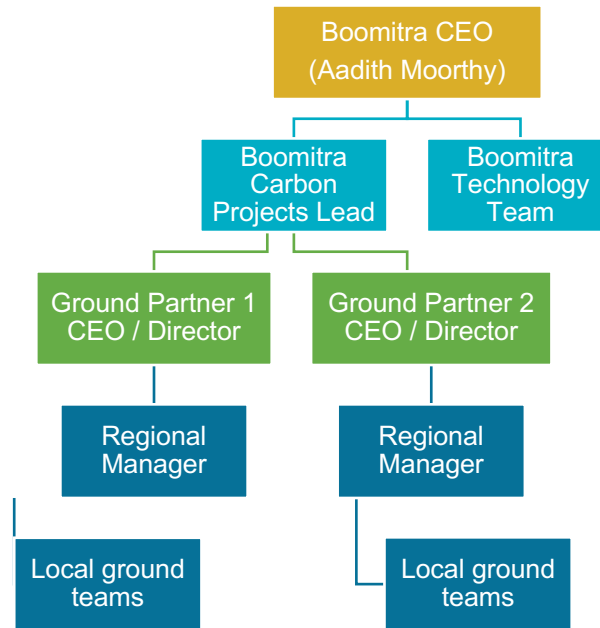 Boomitra CEO
(Aadith Moorthy)
Boomitra
Carbon
Projects Lead
Boomitra
Technology
Team
Ground Partner 1
CEO / Director
Ground Partner 2
CEO / Director
Regional
Manager
Regional
Manager
Local ground
teams
Local ground
teams